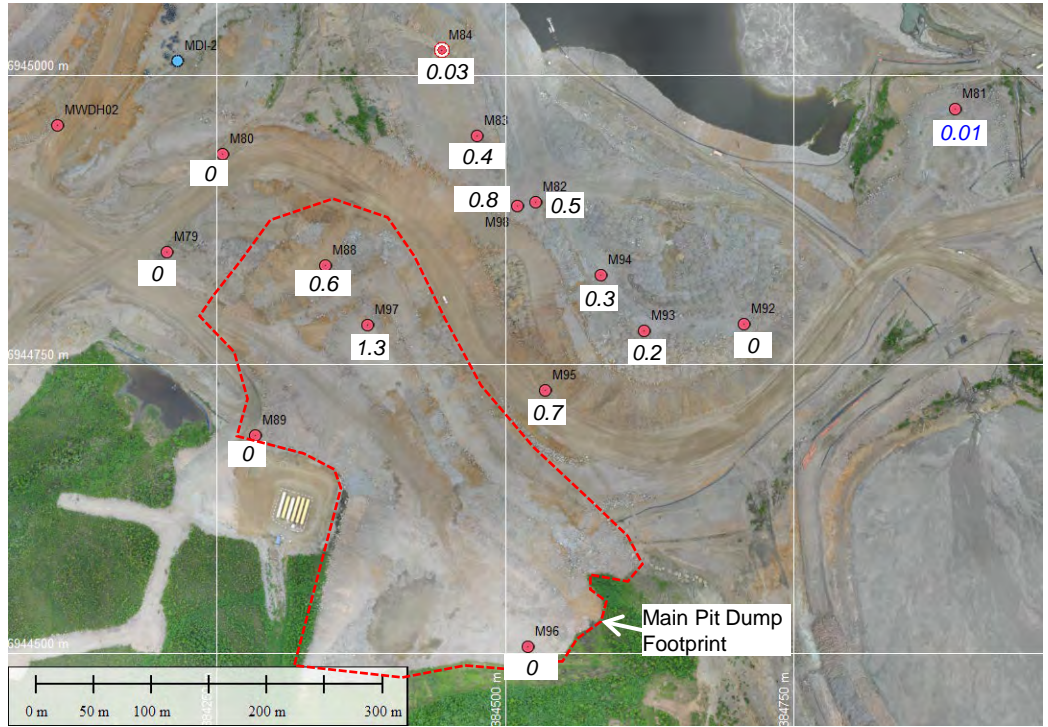 M84
MDI-2
0.03
6945000 m
M81
MWDH02
0.01
M83
M80
0.4
0
M82
0.8
0.5
M98
M79
0
M88
0.6
M94
0.3
M97
1.3
M93
M92
0.2
0
6944750 m
M95
0.7
M89
0
Main Pit Dump
Footprint
M96
0
6944500 m
384500 m
384750 m
0 m
50 m
100 m
200 m
300 m